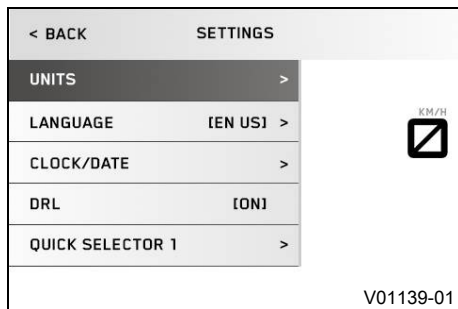 < BACK SETTINGS
UNITS >
KM/H
LANGUAGE [EN US] >
CLOCK/DATE >
DRL [ON]
QUICK SELECTOR 1 >
V01139-01